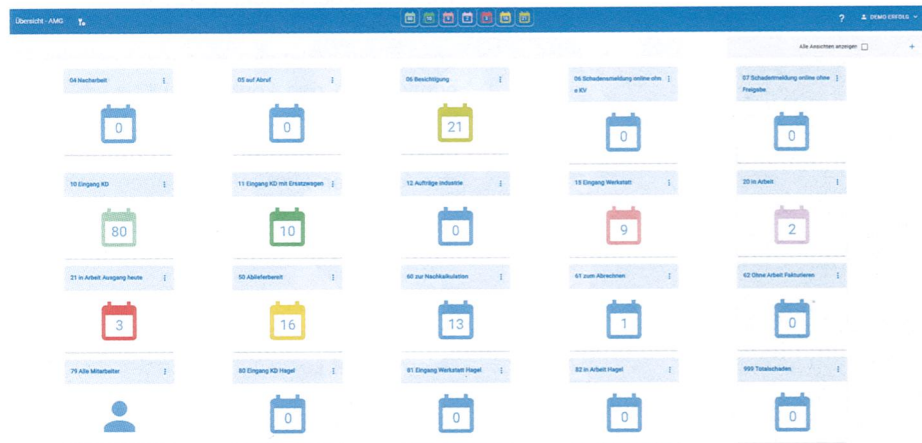 Übersicht - AMG
? DEMO ERFOLG
Alle Ansichten anzeigen +
04 Nacharbeit
05 auf Abruf
06 Besichtigung
06 Schadensmeldung online ohn
e KV
07 Schadenmeldung online ohne
Freigabe
0
0
21
0
0
10 Eingang KD
11 Eingang KD mit Ersatzwagen
12 Aufträge Industrie
15 Eingang Werkstatt
20 in Arbeit
80
10
0
9
2
21 in Arbeit Ausgang heute
50 Ablieferbereit
60 zur Nachkalkulation
61 zum Abrechnen
62 Ohne Arbeit Fakturieren
3
16
13
1
0
79 Alle Mitarbeiter
80 Eingang KD Hagel
81 Eingang Werkstatt Hagel
82 in Arbeit Hagel
999 Totalschaden
0
0
0
0